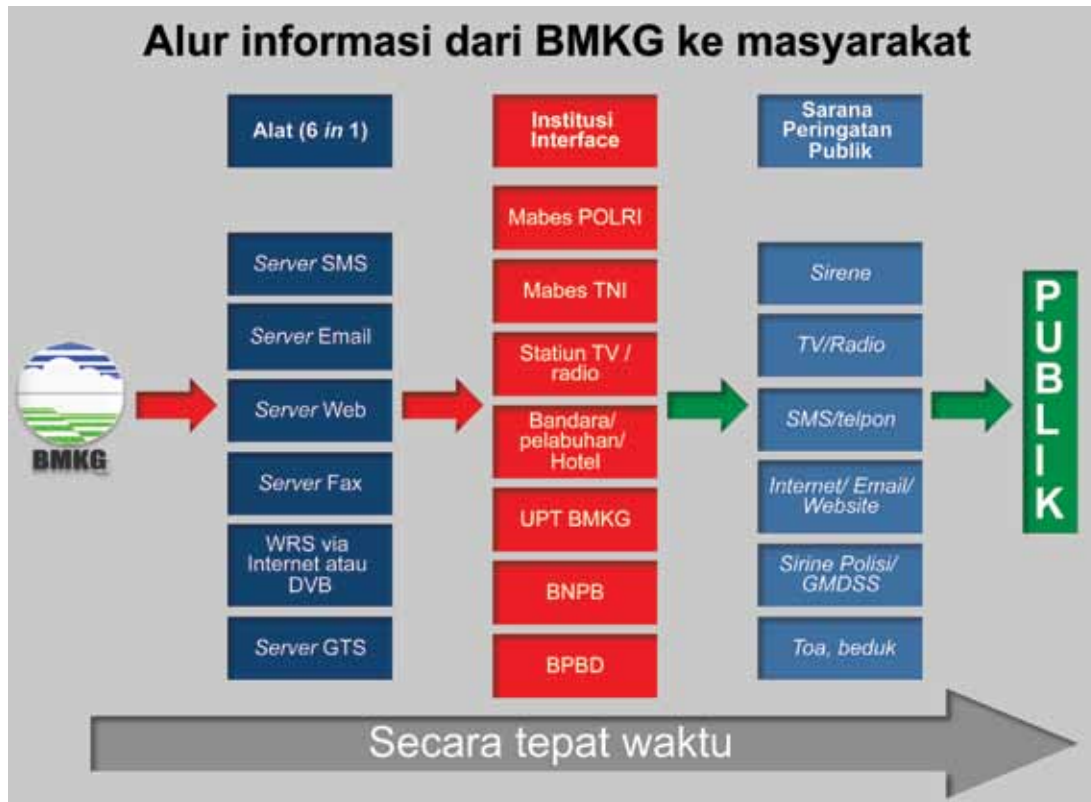 Alur informasi dari BMKG ke masyarakat
Alat (6 in 1)
Server SMS
Server Email
Server Web
Server Fax
WRS via
Internet atau
DVB
Server GTS
Institusi
Interface
Mabes POLRI
Mabes TNI
Statiun TV /
radio
Bandara/
pelabuhan/
Hotel
UPT BMKG
BNPB
BPBD
Sarana
Peringatan
Publik
Sirene
TV/Radio
SMS/telpon
Internet/ Email/
Website
Sirine Polisi/
GMDSS
Toa, beduk
BMKG
PUBLIK
Secara tepat waktu